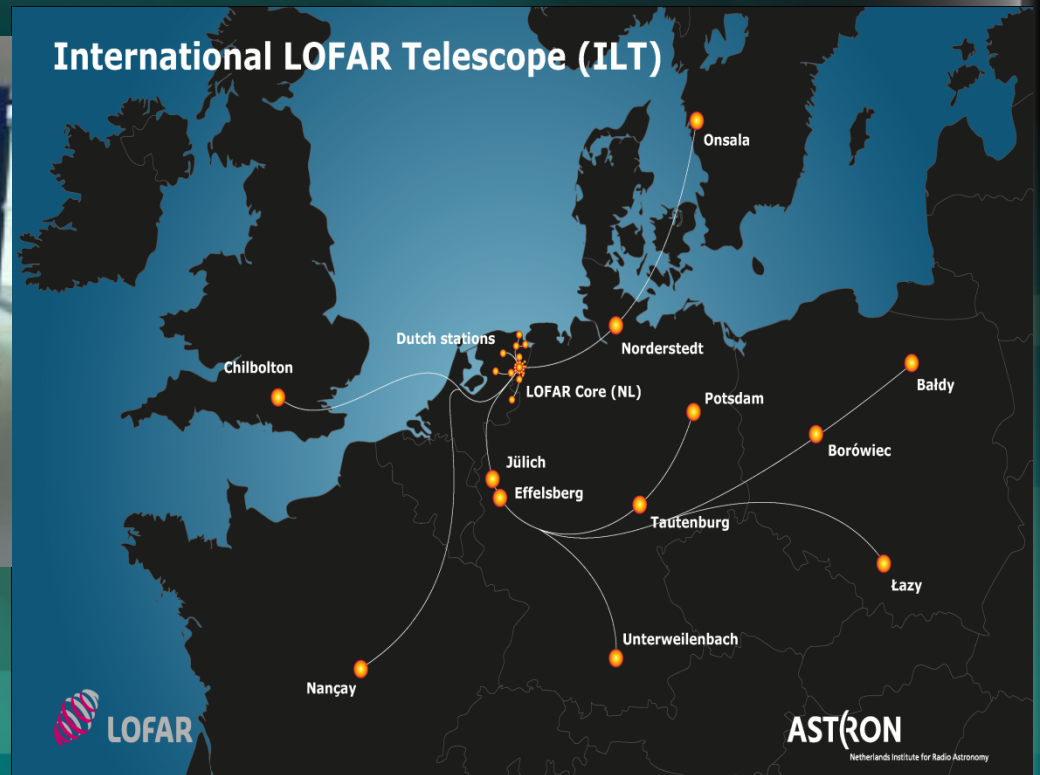 International LOFAR Telescope (ILT)
Onsala
Dutch stations
Norderstedt
Chilbolton
LOFAR Core (NL)
Bałdy
Potsdam
Borówiec
Jülich
Effelsberg
Tautenburg
Łazy
Unterweilenbach
Nançay
LOFAR
ASTRON
Netherlands Institute for Radio Astronomy